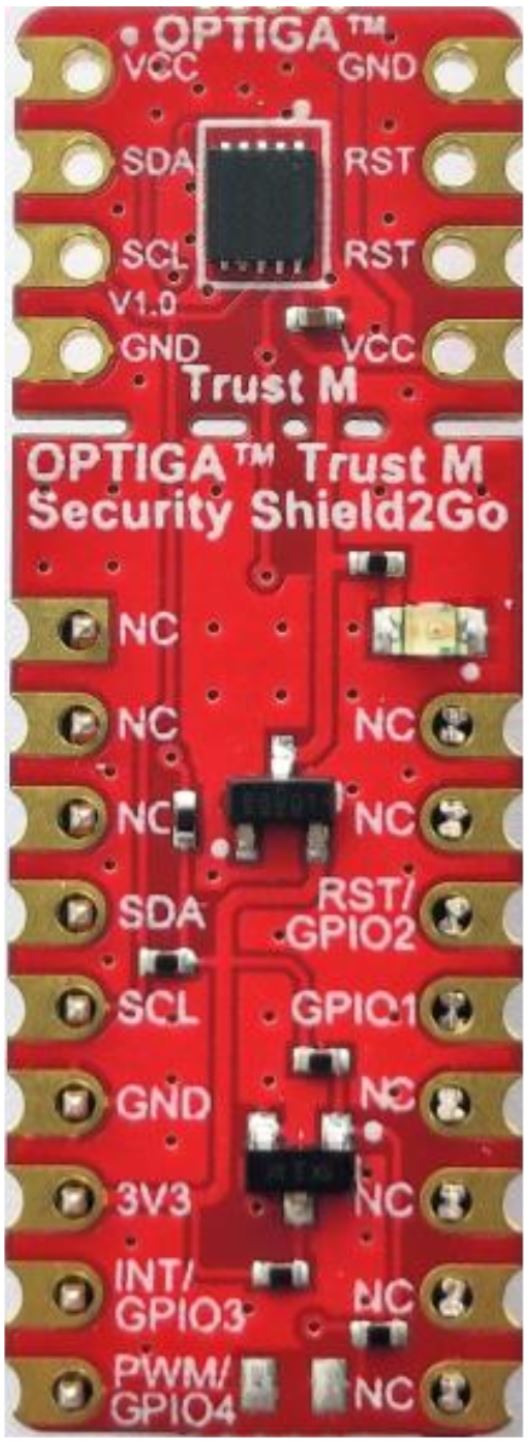 OPTIGA™
VCC GND
SDA RST
SCL RST
V1.0
GND VCC
Trust M
OPTIGA™ Trust M
Security Shield2Go
NC
NC NC
NC NC
SDA RST/
GPIO2
SCL GPIO1
GND NC
3V3 NC
INT/
GPIO3 NC
PWM/
GPIO4 NC